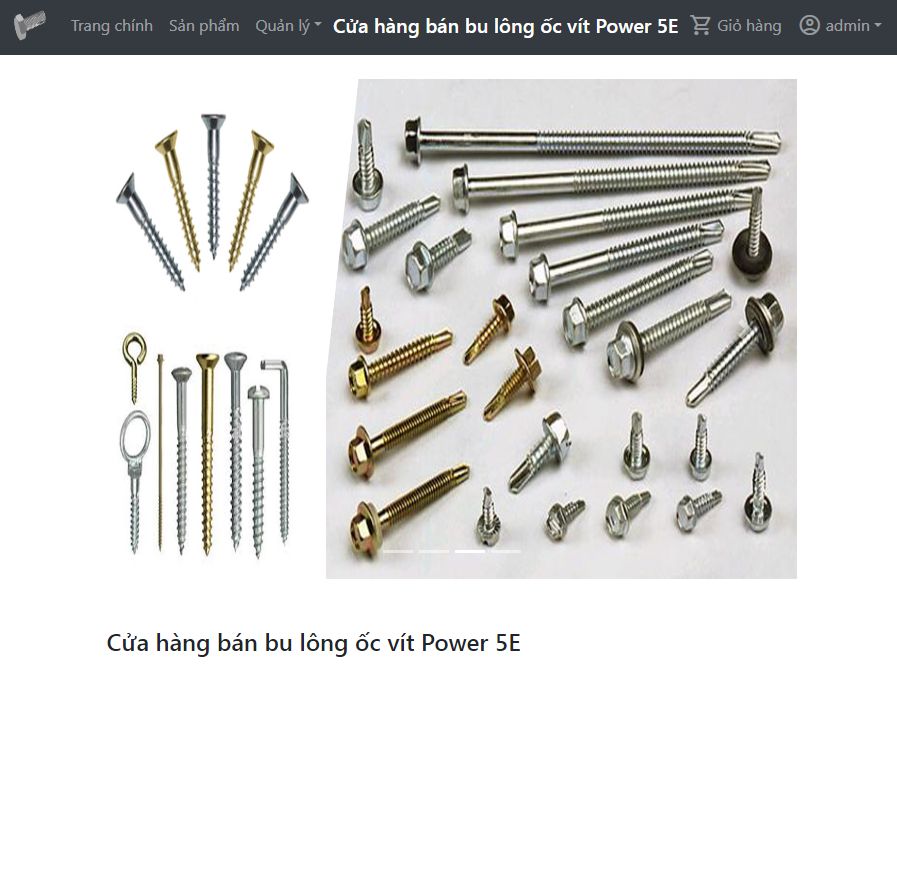 Trang chính Sản phẩm Quản lý Cửa hàng bán bu lông ốc vít Power 5E Giỏ hàng admin
Cửa hàng bán bu lông ốc vít Power 5E